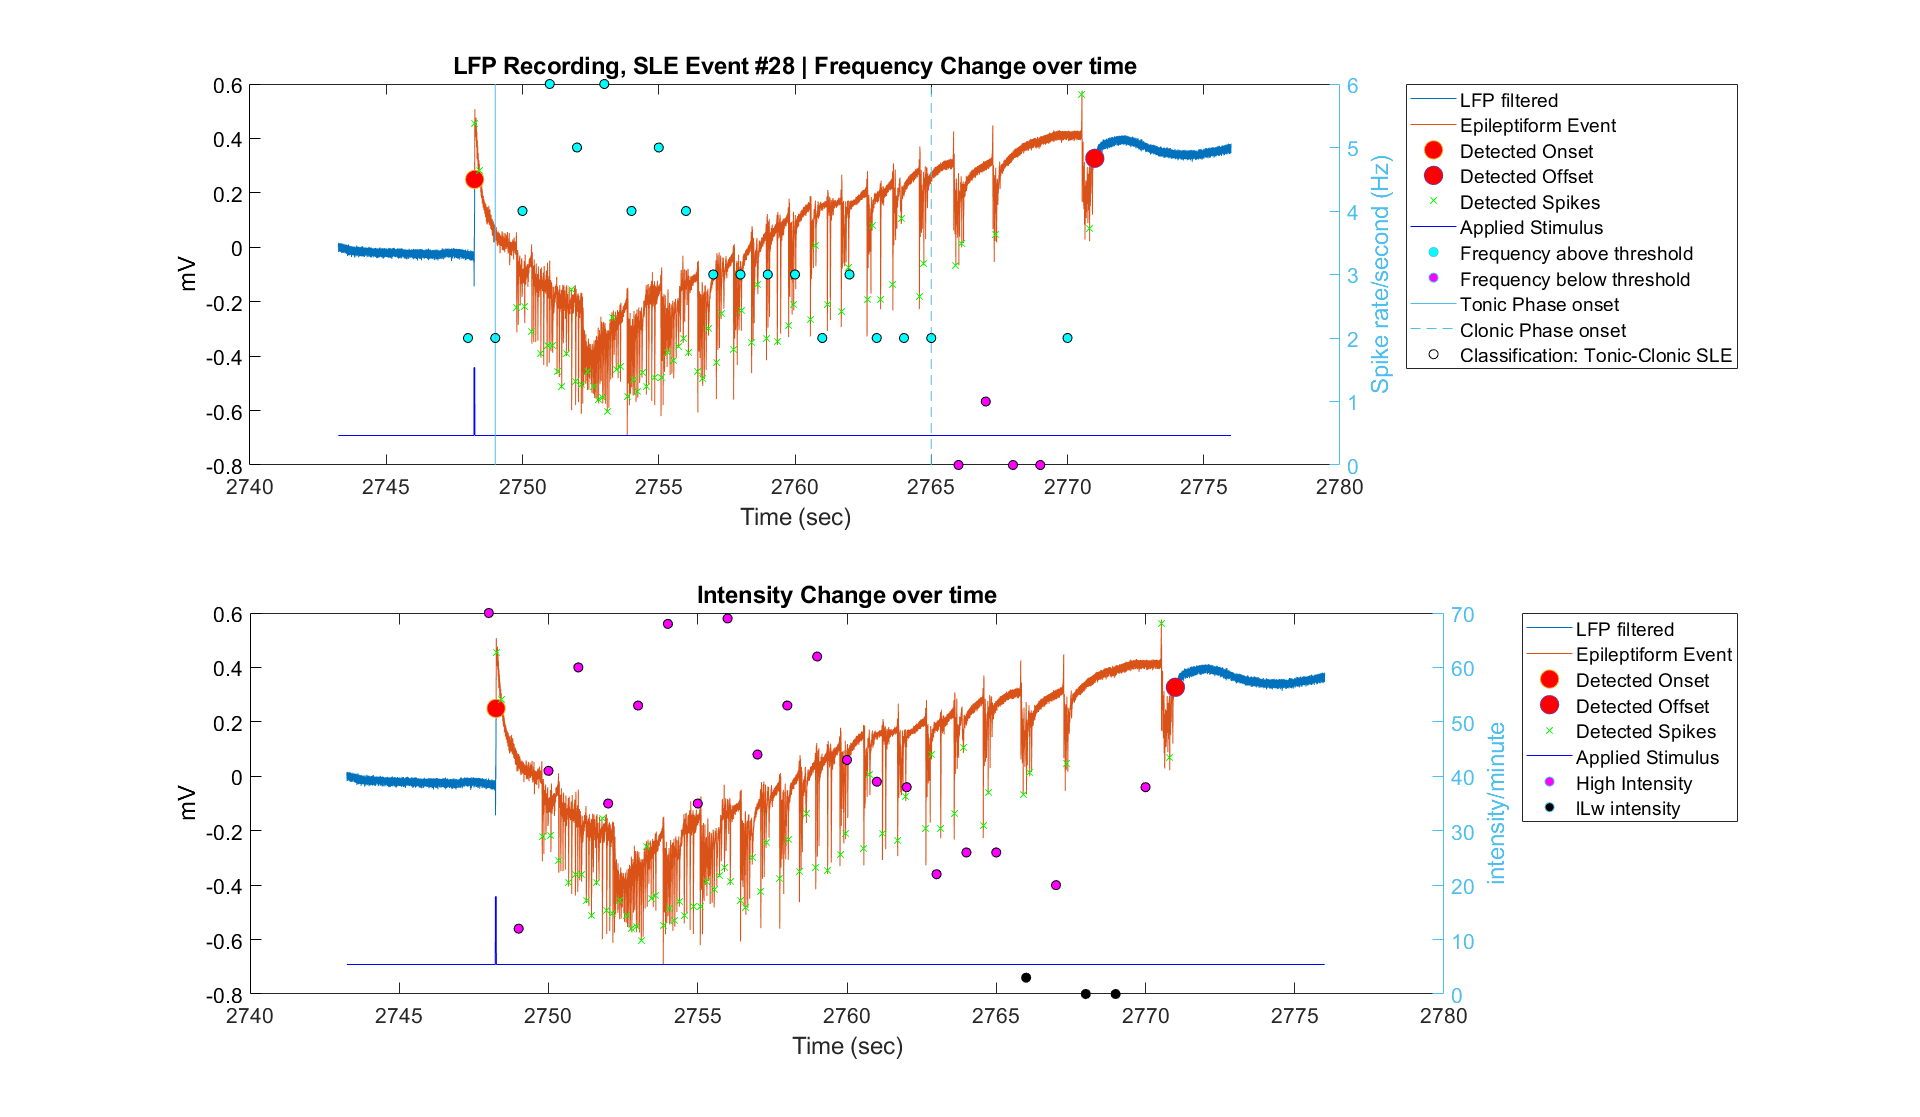 LFP Recording, SLE Event #28 | Frequency Change over time
0.6
0.4
0.2
0
-0.2
-0.4
-0.6
-0.8
mV
2740
2745
2750
2755
2760
2765
2770
2775
2780
Time (sec)
6
5
4
3
2
1
0
Spike rate/second (Hz)
LFP filtered
Epileptiform Event
Detected Onset
Detected Offset
Detected Spikes
Applied Stimulus
Frequency above threshold
Frequency below threshold
Tonic Phase onset
Clonic Phase onset
Classification: Tonic-Clonic SLE
Intensity Change over time
0.6
0.4
0.2
0
-0.2
-0.4
-0.6
-0.8
mV
2740
2745
2750
2755
2760
2765
2770
2775
2780
Time (sec)
70
60
50
40
30
20
10
0
intensity/minute
LFP filtered
Epileptiform Event
Detected Onset
Detected Offset
Detected Spikes
Applied Stimulus
High Intensity
lLw intensity